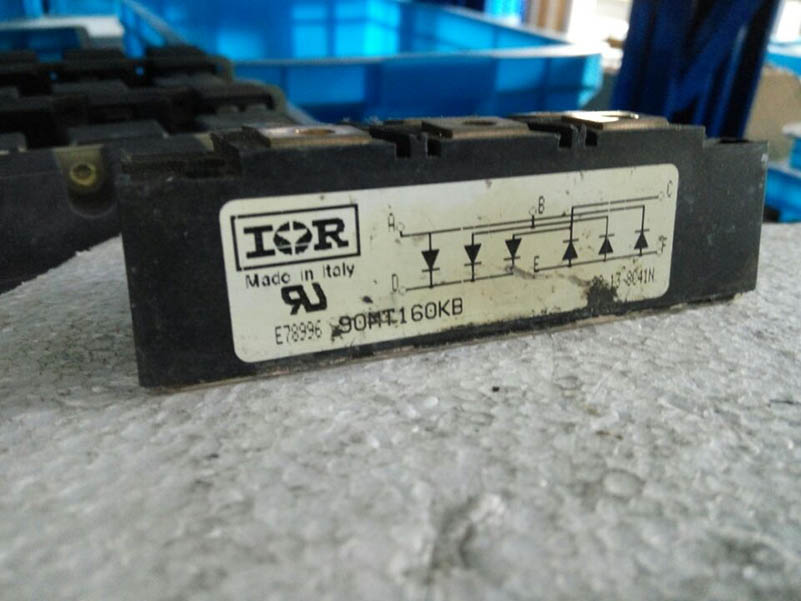 IOR
Made in Italy
E78996
90MT160KB
A
B
C
D
E
F